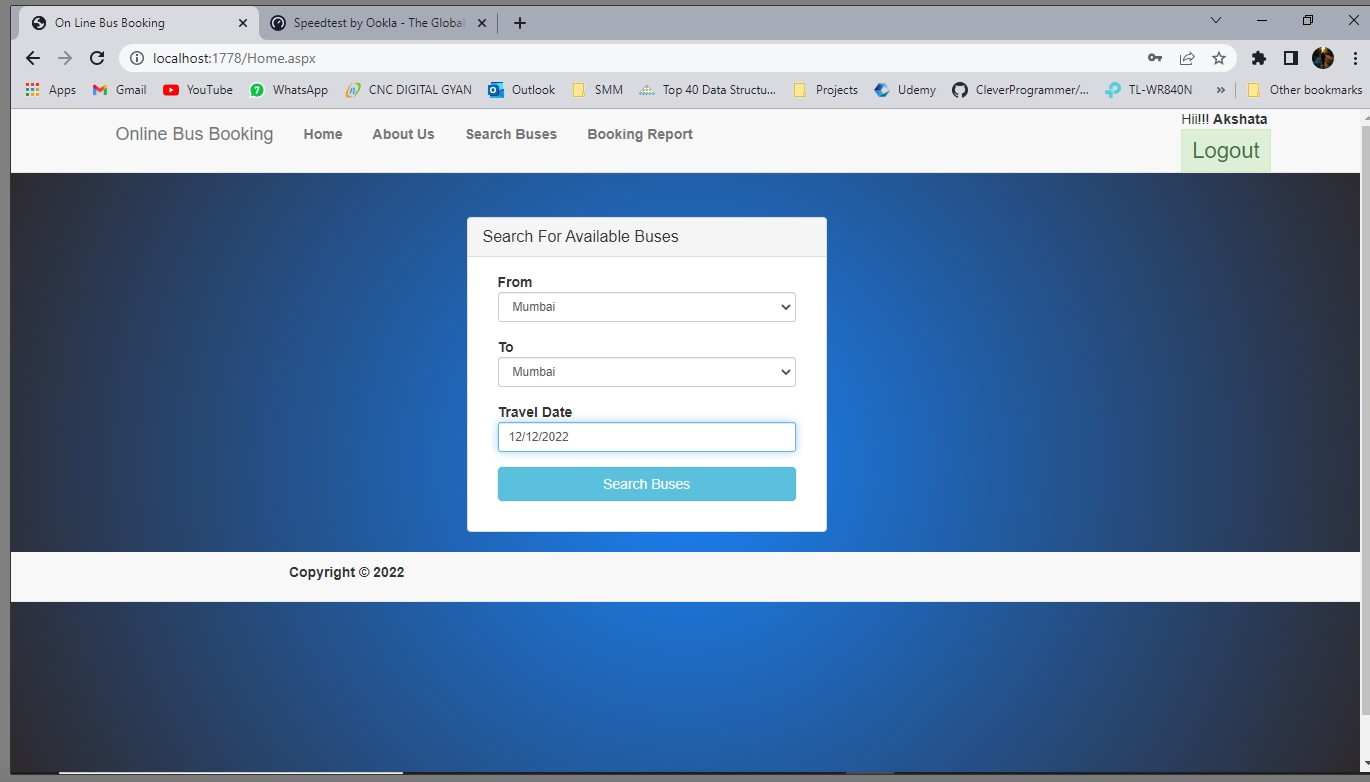 On Line Bus Booking Speedtest by Ookla - The Global
localhost:1778/Home.aspx
Apps Gmail YouTube 7 WhatsApp CNC DIGITAL GYAN Outlook SMM Top 40 Data Structu... Projects Udemy CleverProgrammer/... TL-WR840N » Other bookmarks
Hii!!! Akshata
Online Bus Booking Home About Us Search Buses Booking Report
Logout
Search For Available Buses
From
Mumbai
To
Mumbai
Travel Date
12/12/2022
Search Buses
Copyright © 2022